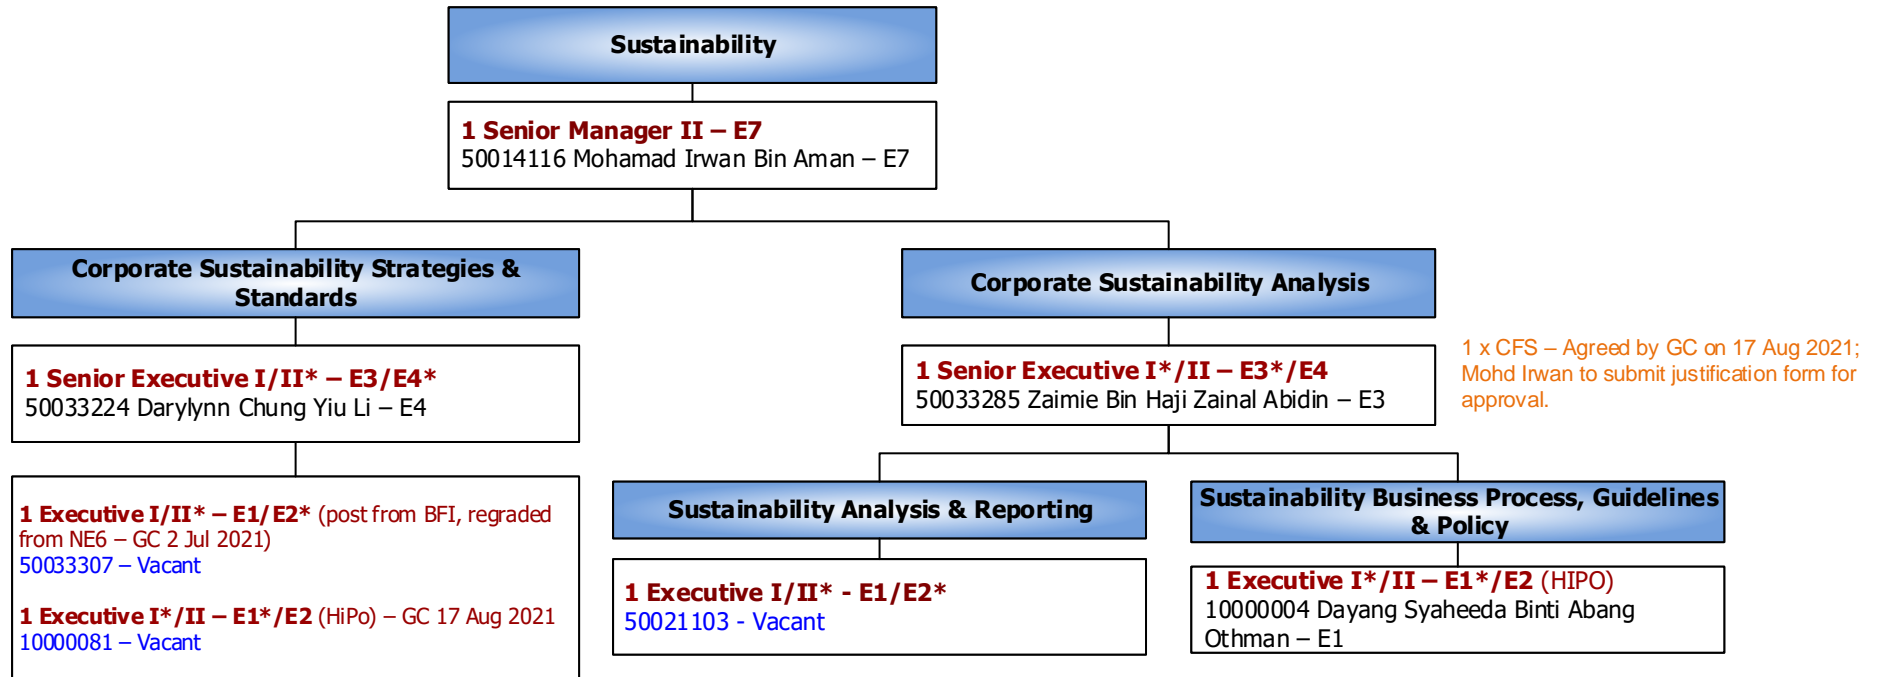 Sustainability
1 Senior Manager II – E7
50014116 Mohamad Irwan Bin Aman – E7
Corporate Sustainability Strategies &
Standards
1 Senior Executive I/II* – E3/E4*
50033224 Darylynn Chung Yiu Li – E4
1 Executive I/II* – E1/E2* (post from BFI, regraded
from NE6 – GC 2 Jul 2021)
50033307 – Vacant
1 Executive I*/II – E1*/E2 (HiPo) – GC 17 Aug 2021
10000081 – Vacant
Corporate Sustainability Analysis
1 Senior Executive I*/II – E3*/E4
50033285 Zaimie Bin Haji Zainal Abidin – E3
1 x CFS – Agreed by GC on 17 Aug 2021;
Mohd Irwan to submit justification form for
approval.
Sustainability Analysis & Reporting
1 Executive I/II* - E1/E2*
50021103 - Vacant
Sustainability Business Process, Guidelines
& Policy
1 Executive I*/II – E1*/E2 (HIPO)
10000004 Dayang Syaheeda Binti Abang
Othman – E1